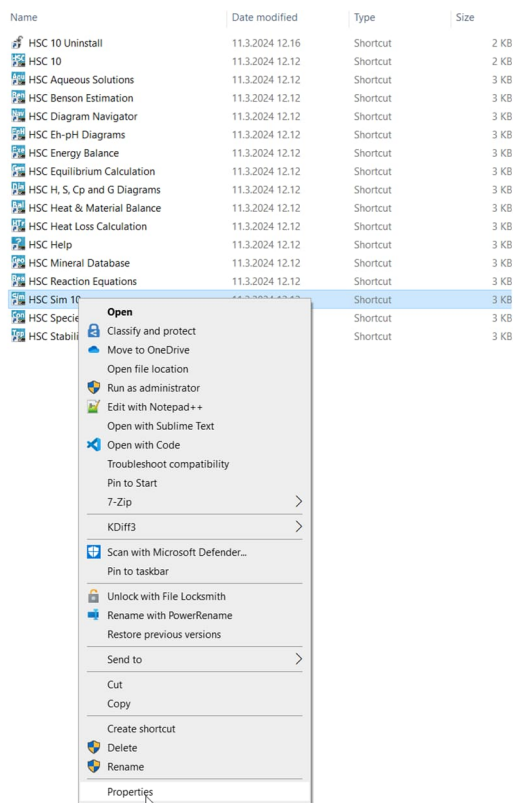 Name Date modified Type Size
HSC 10 Uninstall 11.3.2024 12.16 Shortcut 2 KB
HSC 10 11.3.2024 12.12 Shortcut 2 KB
HSC Aqueous Solutions 11.3.2024 12.12 Shortcut 3 KB
HSC Benson Estimation 11.3.2024 12.12 Shortcut 3 KB
HSC Diagram Navigator 11.3.2024 12.12 Shortcut 3 KB
HSC Eh-pH Diagrams 11.3.2024 12.12 Shortcut 3 KB
HSC Energy Balance 11.3.2024 12.12 Shortcut 3 KB
HSC Equilibrium Calculation 11.3.2024 12.12 Shortcut 3 KB
HSC H, S, Cp and G Diagrams 11.3.2024 12.12 Shortcut 3 KB
HSC Heat & Material Balance 11.3.2024 12.12 Shortcut 3 KB
HSC Heat Loss Calculation 11.3.2024 12.12 Shortcut 3 KB
HSC Help 11.3.2024 12.12 Shortcut 3 KB
HSC Mineral Database 11.3.2024 12.12 Shortcut 3 KB
HSC Reaction Equations 11.3.2024 12.12 Shortcut 3 KB
HSC Sim 10 Shortcut 3 KB
HSC Specie Shortcut 3 KB
HSC Stabili Shortcut 3 KB
Open
Classify and protect
Move to OneDrive
Open file location
Run as administrator
Edit with Notepad++
Open with Sublime Text
Open with Code
Troubleshoot compatibility
Pin to Start
7-Zip
KDiff3
Scan with Microsoft Defender...
Pin to taskbar
Unlock with File Locksmith
Rename with PowerRename
Restore previous versions
Send to
Cut
Copy
Create shortcut
Delete
Rename
Properties